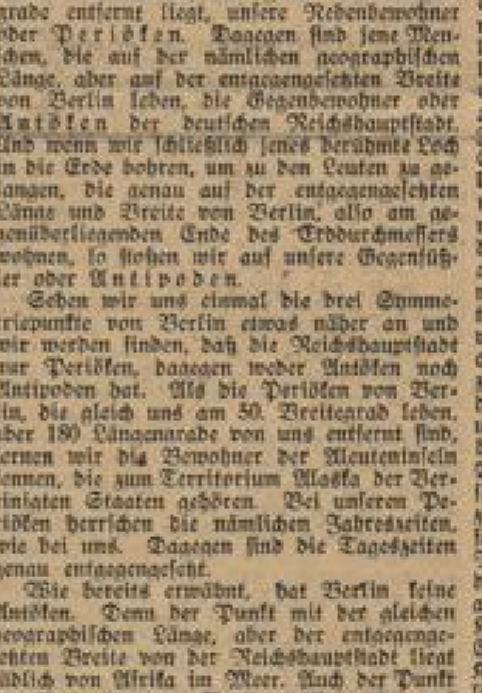 grade entfernt liegt, unsere Nebenbewohner
oder Periöken. Dagegen sind jene Men-
schen, die auf der nämlichen geographischen
Länge, aber auf der entgegengesetzten Breite
von Berlin leben, die Gegenbewohner oder
Antöken der deutschen Reichshauptstadt.
Und wenn wir schließlich jenes berühmte Loch
in die Erde bohren, um zu den Leuten zu ge-
langen, die genau auf der entgegengesetzten
Länge und Breite von Berlin, also am ge-
genüberliegenden Ende des Erddurchmessers
wohnen, so stoßen wir auf unsere Gegenfüß-
ler oder Antipoden.
Sehen wir uns einmal die drei Symme-
triepunkte von Berlin etwas näher an und
wir werden finden, daß die Reichshauptstadt
nur Periöken, dagegen weder Antöken noch
Antipoden hat. Als die Periöken von Ber-
lin, die gleich uns am 50. Breitegrad leben,
aber 180 Längengrade von uns entfernt sind,
lernen wir die Bewohner der Aleuteninseln
kennen, die zum Territorium Alaska der Ver-
einigten Staaten gehören. Bei unseren Pe-
riöken herrschen die nämlichen Jahreszeiten,
wie bei uns. Dagegen sind die Tageszeiten
genau entgegengesetzt.
Wie bereits erwähnt, hat Berlin keine
Antöken. Denn der Punkt mit der gleichen
geographischen Länge, aber der entgegenge-
setzten Breite von der Reichshauptstadt liegt
südlich von Afrika im Meer. Auch der Punkt